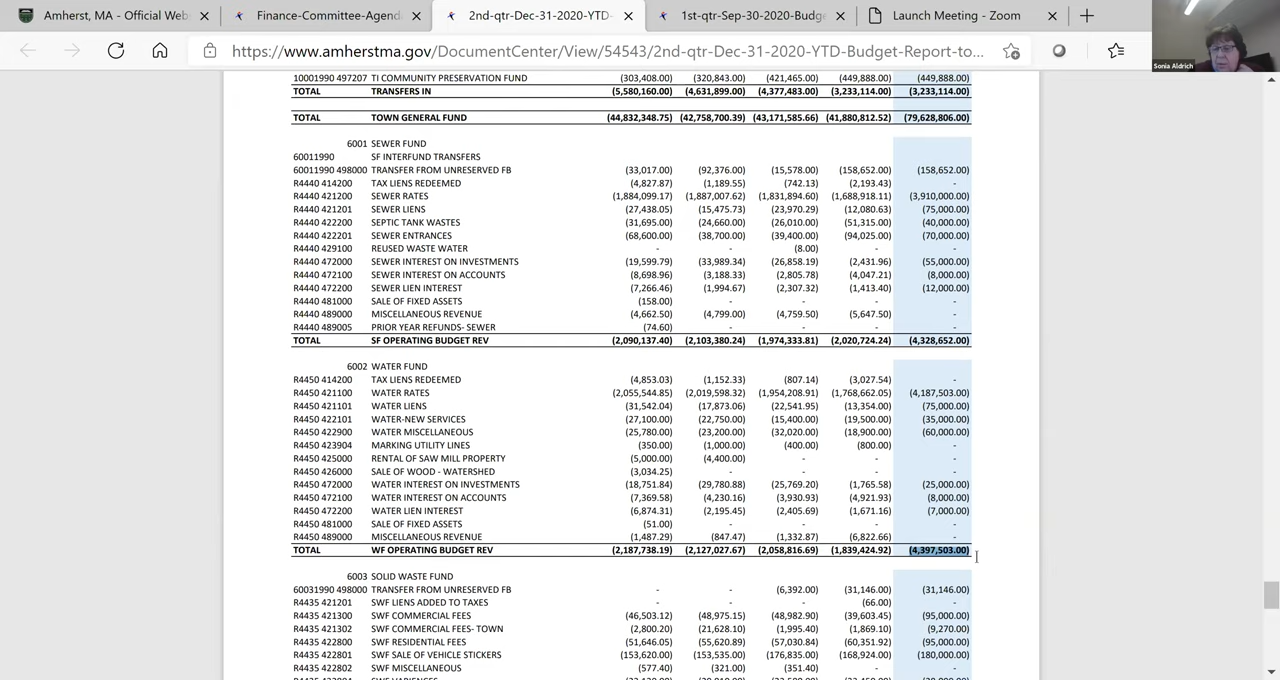 Amherst, MA - Official Web
Finance-Committee-Agend
2nd-qtr-Dec-31-2020-YTD-
1st-qtr-Sep-30-2020-Budge
Launch Meeting - Zoom
https://www.amherstma.gov/DocumentCenter/View/54543/2nd-qtr-Dec-31-2020-YTD-Budget-Report-to...
Sonia Aldrich
10001990 497207 TI COMMUNITY PRESERVATION FUND (303,408.00) (320,843.00) (421,465.00) (449,888.00) (449,888.00)
TOTAL TRANSFERS IN (5,580,160.00) (4,631,899.00) (4,377,483.00) (3,233,114.00) (3,233,114.00)
TOTAL TOWN GENERAL FUND (44,832,348.75) (42,758,700.39) (43,171,585.66) (41,880,812.52) (79,628,806.00)
6001 SEWER FUND
60011990 SF INTERFUND TRANSFERS
60011990 498000 TRANSFER FROM UNRESERVED FB (33,017.00) (92,376.00) (15,578.00) (158,652.00) (158,652.00)
R4440 414200 TAX LIENS REDEEMED (4,827.87) (1,189.55) (742.13) (2,193.43) -
R4440 421200 SEWER RATES (1,884,099.17) (1,887,007.62) (1,831,894.60) (1,688,918.11) (3,910,000.00)
R4440 421201 SEWER LIENS (27,438.05) (15,475.73) (23,970.29) (12,080.63) (75,000.00)
R4440 422200 SEPTIC TANK WASTES (31,695.00) (24,660.00) (26,010.00) (51,315.00) (40,000.00)
R4440 422201 SEWER ENTRANCES (68,600.00) (38,700.00) (39,400.00) (94,025.00) (70,000.00)
R4440 429100 REUSED WASTE WATER - - (8.00) - -
R4440 472000 SEWER INTEREST ON INVESTMENTS (19,599.79) (33,989.34) (26,858.19) (2,431.96) (55,000.00)
R4440 472100 SEWER INTEREST ON ACCOUNTS (8,698.96) (3,188.33) (2,805.78) (4,047.21) (8,000.00)
R4440 472200 SEWER LIEN INTEREST (7,266.46) (1,994.67) (2,307.32) (1,413.40) (12,000.00)
R4440 481000 SALE OF FIXED ASSETS (158.00) - - - -
R4440 489000 MISCELLANEOUS REVENUE (4,662.50) (4,799.00) (4,759.50) (5,647.50) -
R4440 489005 PRIOR YEAR REFUNDS- SEWER (74.60) - - - -
TOTAL SF OPERATING BUDGET REV (2,090,137.40) (2,103,380.24) (1,974,333.81) (2,020,724.24) (4,328,652.00)
6002 WATER FUND
R4450 414200 TAX LIENS REDEEMED (4,853.03) (1,152.33) (807.14) (3,027.54) -
R4450 421100 WATER RATES (2,055,544.85) (2,019,598.32) (1,954,208.91) (1,768,662.05) (4,187,503.00)
R4450 421101 WATER LIENS (31,542.04) (17,873.06) (22,541.95) (13,354.00) (75,000.00)
R4450 422101 WATER-NEW SERVICES (27,100.00) (22,750.00) (15,400.00) (19,500.00) (35,000.00)
R4450 422900 WATER MISCELLANEOUS (25,780.00) (23,200.00) (32,020.00) (18,900.00) (60,000.00)
R4450 423904 MARKING UTILITY LINES (350.00) (1,000.00) (400.00) (800.00) -
R4450 425000 RENTAL OF SAW MILL PROPERTY (5,000.00) (4,400.00) - - -
R4450 426000 SALE OF WOOD - WATERSHED (3,034.25) - - - -
R4450 472000 WATER INTEREST ON INVESTMENTS (18,751.84) (29,780.88) (25,769.20) (1,765.58) (25,000.00)
R4450 472100 WATER INTEREST ON ACCOUNTS (7,369.58) (4,230.16) (3,930.93) (4,921.93) (8,000.00)
R4450 472200 WATER LIEN INTEREST (6,874.31) (2,195.45) (2,405.69) (1,671.16) (7,000.00)
R4450 481000 SALE OF FIXED ASSETS (51.00) - - - -
R4450 489000 MISCELLANEOUS REVENUE (1,487.29) (847.47) (1,332.87) (6,822.66) -
TOTAL WF OPERATING BUDGET REV (2,187,738.19) (2,127,027.67) (2,058,816.69) (1,839,424.92) (4,397,503.00)
6003 SOLID WASTE FUND
60031990 498000 TRANSFER FROM UNRESERVED FB - - (6,392.00) (31,146.00) (31,146.00)
R4435 421201 SWF LIENS ADDED TO TAXES - - - (66.00) -
R4435 421300 SWF COMMERCIAL FEES (46,503.12) (48,975.15) (48,982.90) (39,603.45) (95,000.00)
R4435 421302 SWF COMMERCIAL FEES- TOWN (2,800.20) (21,628.10) (1,995.40) (1,869.10) (9,270.00)
R4435 422800 SWF RESIDENTIAL FEES (51,646.05) (55,620.89) (57,030.84) (60,351.92) (95,000.00)
R4435 422801 SWF SALE OF VEHICLE STICKERS (153,620.00) (153,535.00) (176,835.00) (168,924.00) (180,000.00)
R4435 422802 SWF MISCELLANEOUS (577.40) (321.00) (351.40) - -